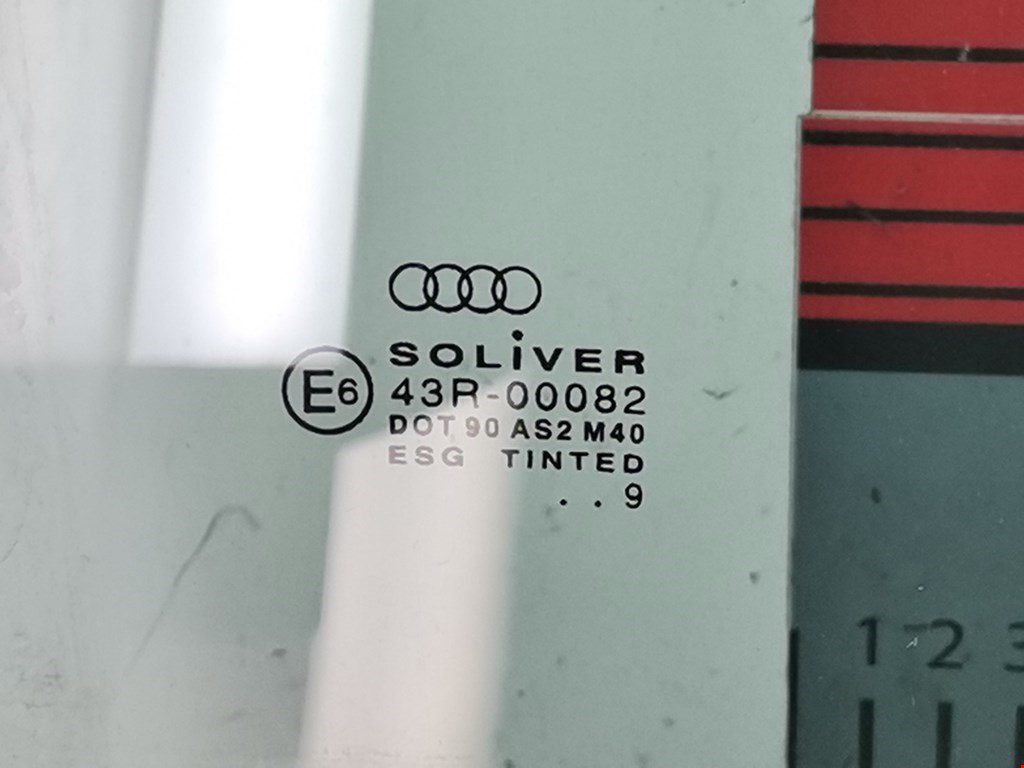 SOLiVER
E6 43R-00082
DOT 90 AS2 M40
ESG TINTED
. . 9
1 2 3